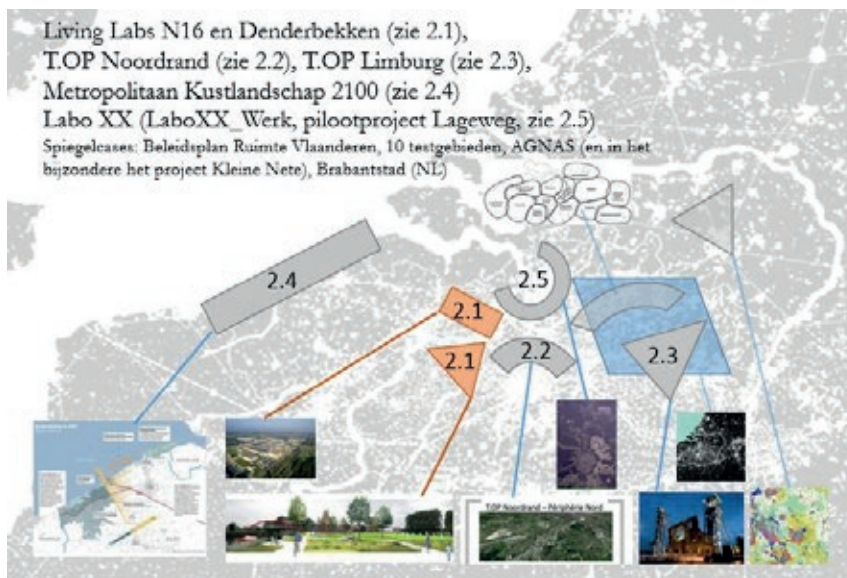 Living Labs N16 en Denderbekken (zie 2.1),
T.OP Noordrand (zie 2.2), T.OP Limburg (zie 2.3),
Metropolitaan Kustlandschap 2100 (zie 2.4)
Labo XX (LaboXX_Werk, pilootproject Lageweg, zie 2.5)
Spiegelcases: Beleidsplan Ruimte Vlaanderen, 10 testgebieden, AGNAS (en in het
bijzondere het project Kleine Nete), Brabantstad (NL)
2.4
2.5
2.1
2.1
2.2
2.3
T.OP Noordrand – Périphérie Nord